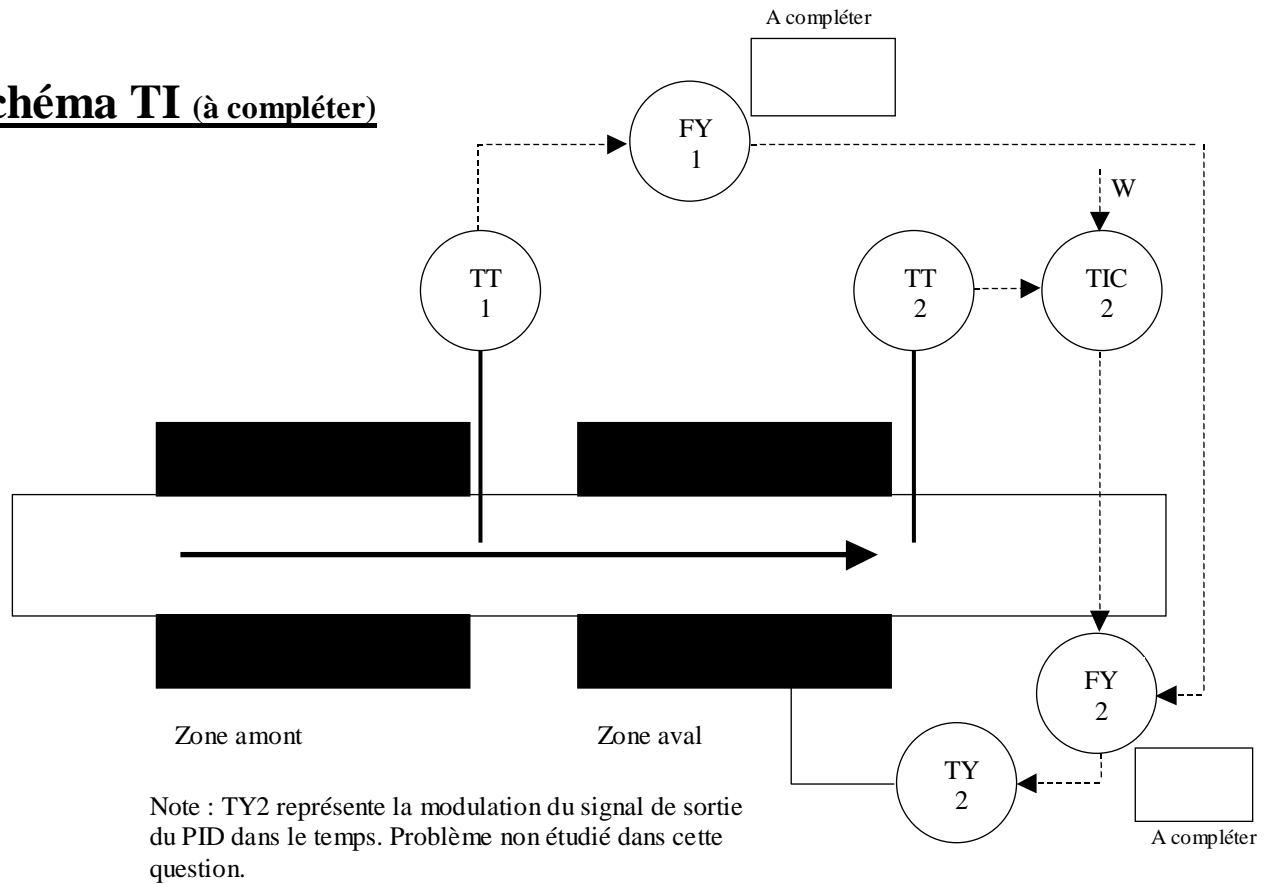 A compléter
chéma TI (à compléter)
FY
1
W
TT
1
TT
2
TIC
2
FY
2
Zone amont
Zone aval
TY
2
A compléter
Note : TY2 représente la modulation du signal de sortie
du PID dans le temps. Problème non étudié dans cette
question.